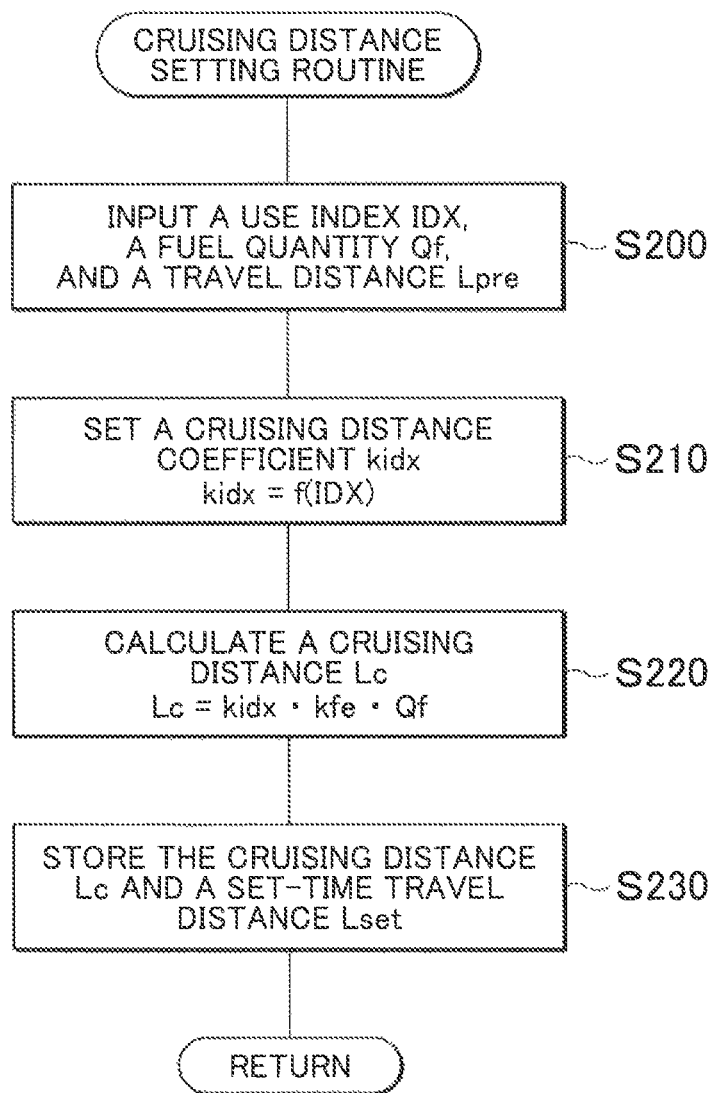 CRUISING DISTANCE
SETTING ROUTINE
INPUT A USE INDEX IDX,
A FUEL QUANTITY Qf,
AND A TRAVEL DISTANCE Lpre
S200
SET A CRUISING DISTANCE
COEFFICIENT kidx
kidx = f(IDX)
S210
CALCULATE A CRUISING
DISTANCE Lc
Lc = kidx · kfe · Qf
S220
STORE THE CRUISING DISTANCE
Lc AND A SET-TIME TRAVEL
DISTANCE Lset
S230
RETURN